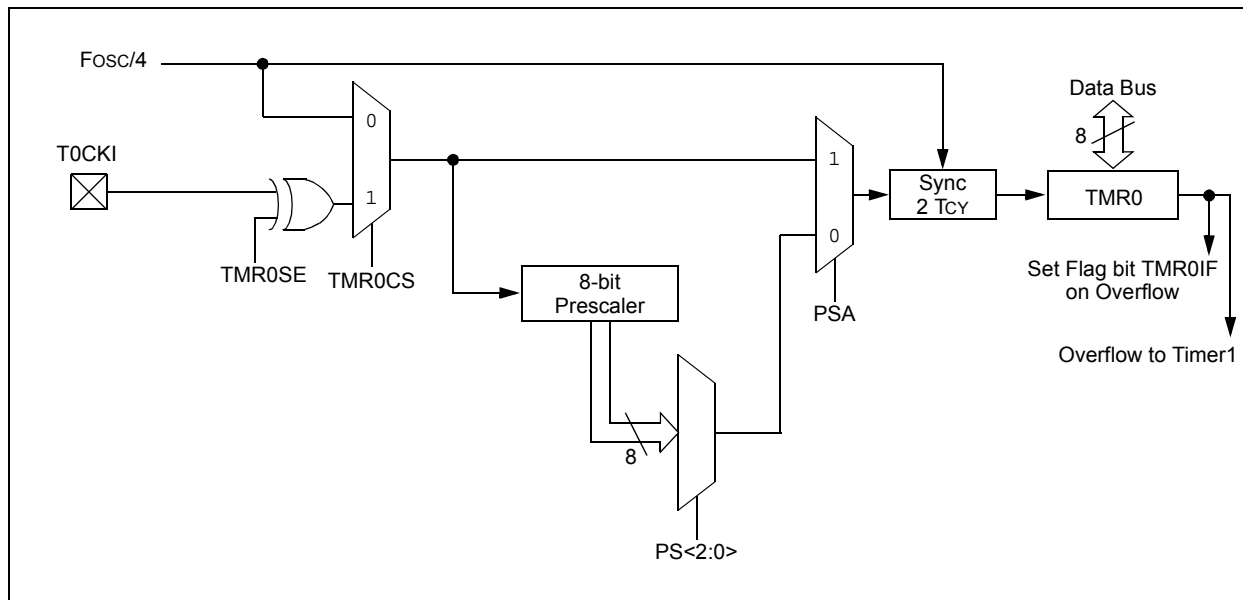 FOSC/4
Data Bus
8
T0CKI
0
1
1
0
Sync
2 TCY
TMR0
TMR0SE
TMR0CS
8-bit
Prescaler
PSA
Set Flag bit TMR0IF
on Overflow
Overflow to Timer1
8
PS<2:0>